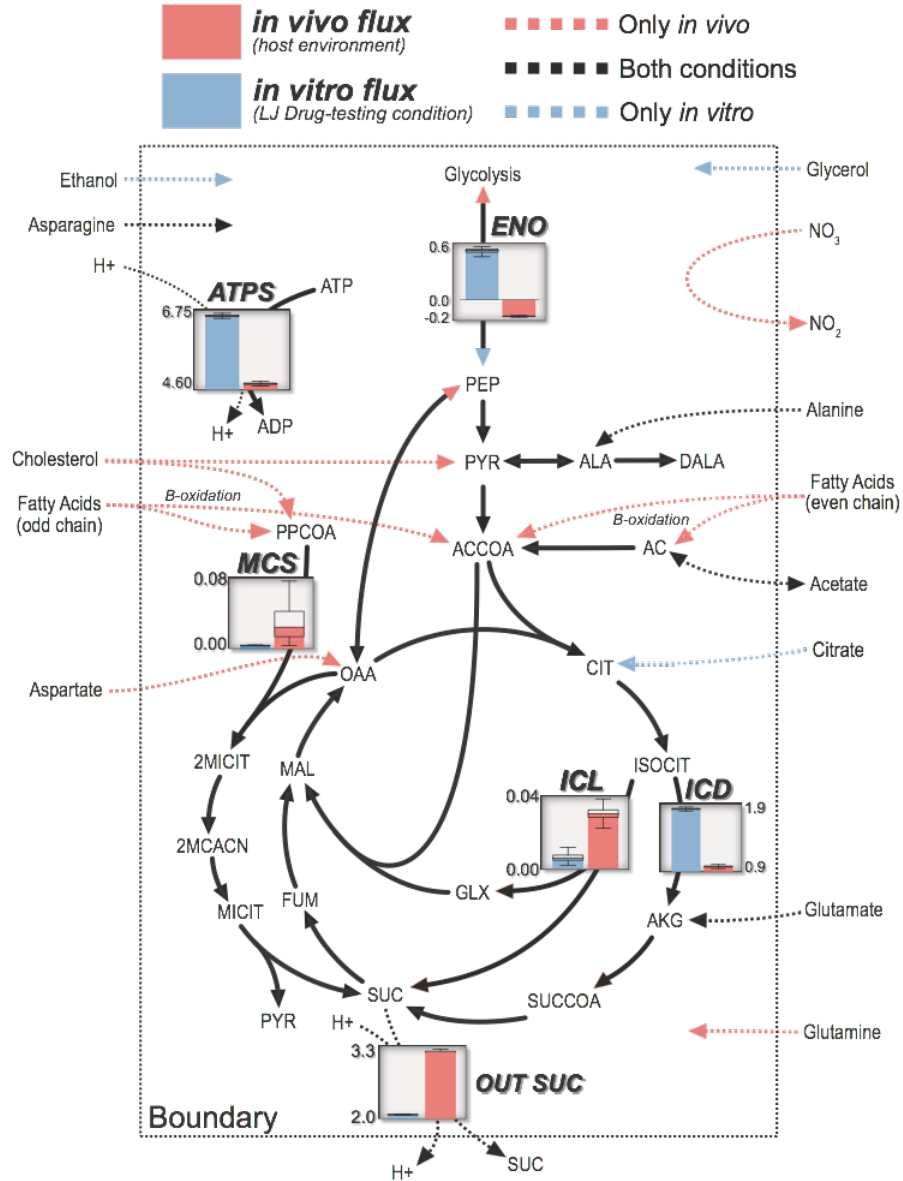 in vivo flux
(host environment)
in vitro flux
(LJ Drug-testing condition)
Only in vivo
Both conditions
Only in vitro
Ethanol
Glycerol
Glycolysis
Asparagine
ENO
NO3
H+
ATPS
ATP
0.6
0.0
-0.2
6.75
4.60
NO2
H+
ADP
PEP
Alanine
Cholesterol
PYR
ALA
DALA
Fatty Acids
(odd chain)
B-oxidation
Fatty Acids
(even chain)
B-oxidation
PPCOA
ACCOA
AC
MCS
0.08
0.00
Acetate
Aspartate
OAA
CIT
Citrate
2MICIT
MAL
ISOCIT
ICL
0.04
0.00
ICD
1.9
0.9
2MCACN
MICIT
FUM
GLX
AKG
Glutamate
PYR
SUC
SUCCOA
H+
Glutamine
3.3
2.0
OUT SUC
Boundary
H+
SUC